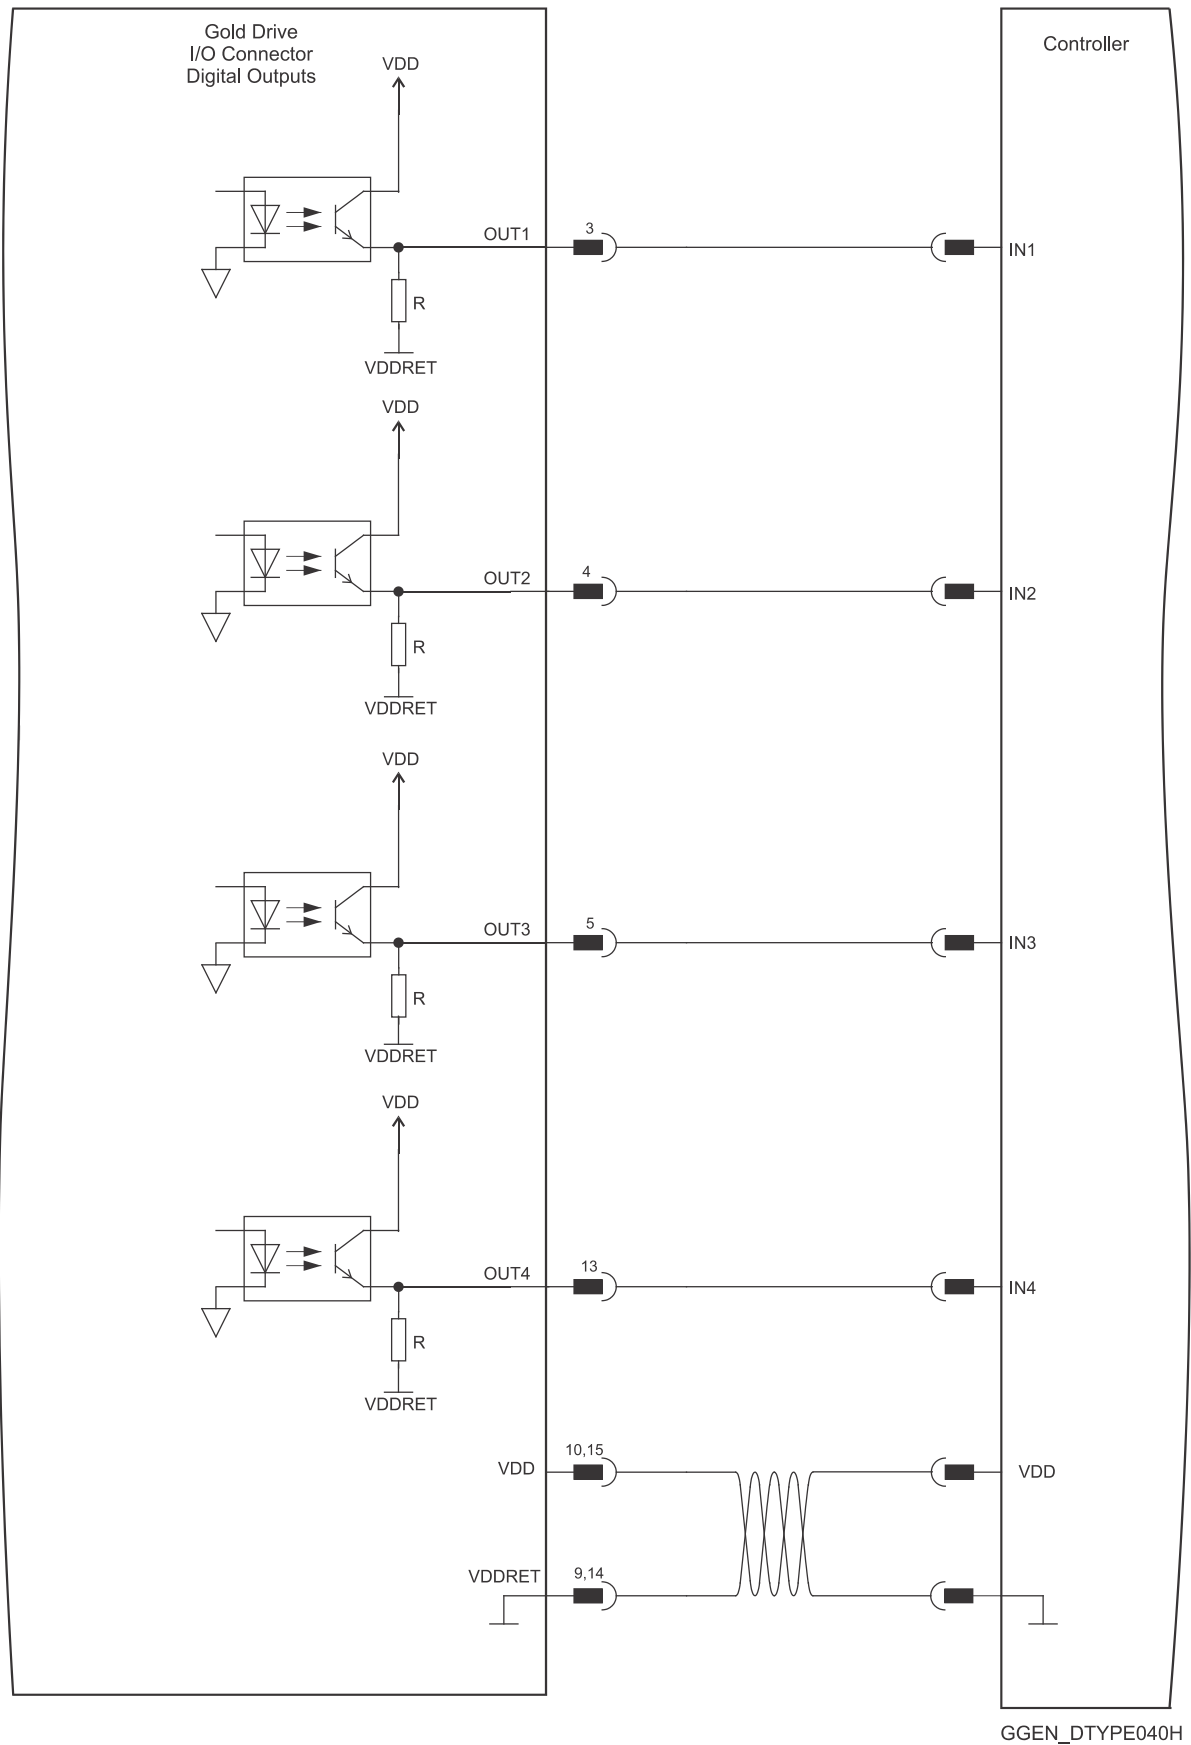 Gold Drive
I/O Connector
Digital Outputs
Controller
VDD
OUT1
3
IN1
R
VDDRET
VDD
OUT2
4
IN2
R
VDDRET
VDD
OUT3
5
IN3
R
VDDRET
VDD
OUT4
13
IN4
R
VDDRET
VDD
10,15
VDD
VDDRET
9,14
GGEN_DTYPE040H